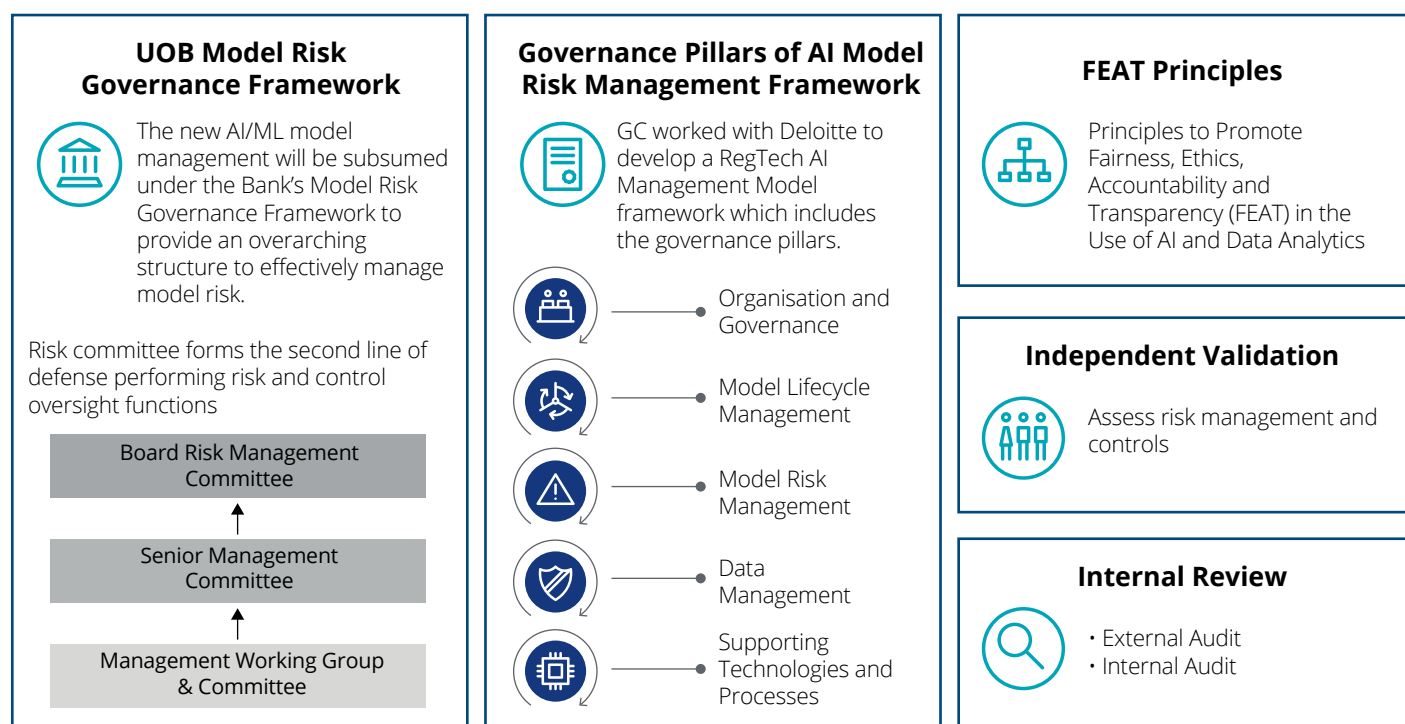 UOB Model Risk
Governance Framework
The new AI/ML model
management will be subsumed
under the Bank’s Model Risk
Governance Framework to
provide an overarching
structure to effectively manage
model risk.
Risk committee forms the second line of
defense performing risk and control
oversight functions
Board Risk Management
Committee
Senior Management
Committee
Management Working Group
& Committee
Governance Pillars of AI Model
Risk Management Framework
GC worked with Deloitte to
develop a RegTech AI
Management Model
framework which includes
the governance pillars.
Organisation and
Governance
Model Lifecycle
Management
Model Risk
Management
Data
Management
Supporting
Technologies and
Processes
FEAT Principles
Principles to Promote
Fairness, Ethics,
Accountability and
Transparency (FEAT) in the
Use of AI and Data Analytics
Independent Validation
Assess risk management and
controls
Internal Review
• External Audit
• Internal Audit